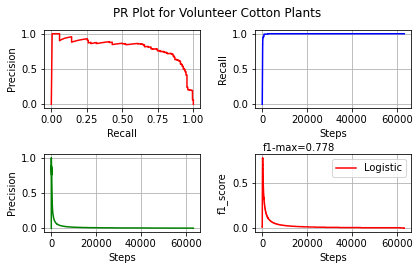 PR Plot for Volunteer Cotton Plants
1.0
0.5
0.0
Precision
0.00 0.25 0.50 0.75 1.00
Recall
1.0
0.5
0.0
Recall
0 20000 40000 60000
Steps
1.0
0.5
0.0
Precision
0 20000 40000 60000
Steps
f1-max=0.778
0.5
0.0
f1_score
Logistic
0 20000 40000 60000
Steps